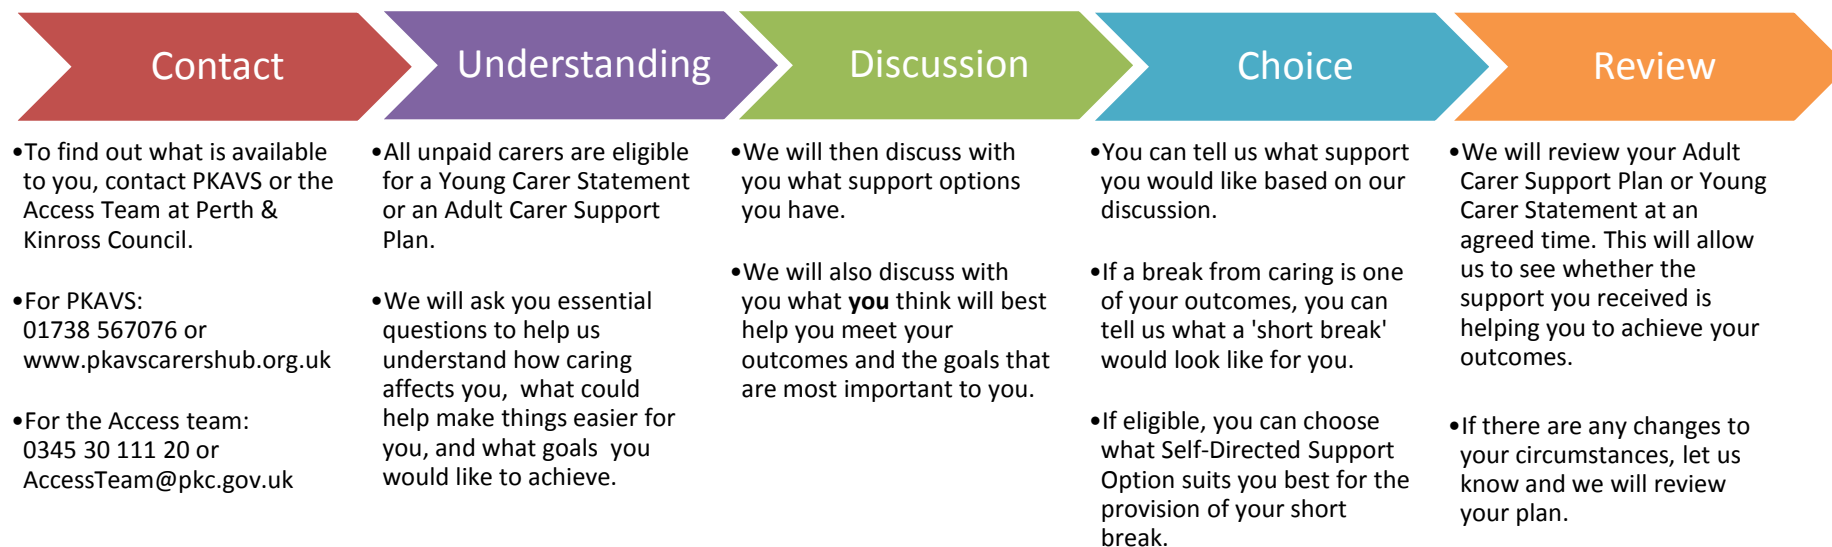 Contact
Understanding
Discussion
Choice
Review
•To find out what is available
to you, contact PKAVS or the
Access Team at Perth &
Kinross Council.
•For PKAVS:
01738 567076 or
www.pkavscarershub.org.uk
•For the Access team:
0345 30 111 20 or
AccessTeam@pkc.gov.uk
•All unpaid carers are eligible
for a Young Carer Statement
or an Adult Carer Support
Plan.
•We will ask you essential
questions to help us
understand how caring
affects you,  what could
help make things easier for
you, and what goals  you
would like to achieve.
•We will then discuss with
you what support options
you have.
•We will also discuss with
you what you think will best
help you meet your
outcomes and the goals that
are most important to you.
•You can tell us what support
you would like based on our
discussion.
•If a break from caring is one
of your outcomes, you can
tell us what a 'short break'
would look like for you.
•If eligible, you can choose
what Self-Directed Support
Option suits you best for the
provision of your short
break.
•We will review your Adult
Carer Support Plan or Young
Carer Statement at an
agreed time. This will allow
us to see whether the
support you received is
helping you to achieve your
outcomes.
•If there are any changes to
your circumstances, let us
know and we will review
your plan.